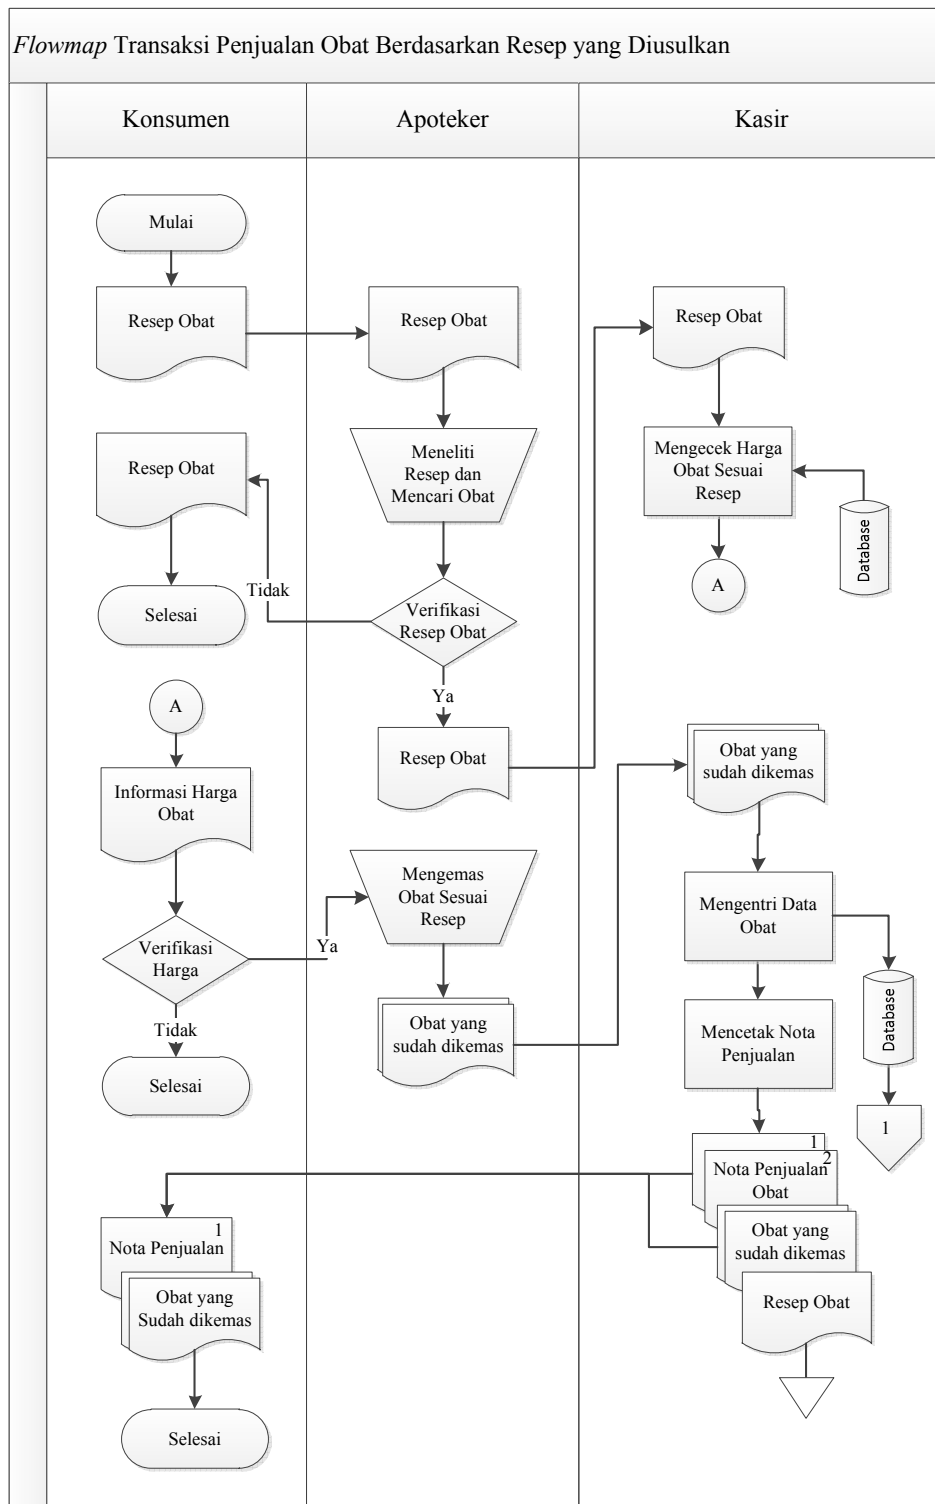 Flowmap Transaksi Penjualan Obat Berdasarkan Resep yang Diusulkan
Konsumen
Apoteker
Kasir
Mulai
Resep Obat
Resep Obat
Resep Obat
Resep Obat
Meneliti
Resep dan
Mencari Obat
Mengecek Harga
Obat Sesuai
Resep
Database
A
Tidak
Selesai
Verifikasi
Resep Obat
Ya
A
Resep Obat
Obat yang
sudah dikemas
Informasi Harga
Obat
Mengemas
Obat Sesuai
Resep
Mengentri Data
Obat
Verifikasi
Harga
Ya
Tidak
Selesai
Obat yang
sudah dikemas
Mencetak Nota
Penjualan
Database
1
1
2
Nota Penjualan
Obat
Obat yang
sudah dikemas
Resep Obat
1
Nota Penjualan
Obat yang
Sudah dikemas
Selesai